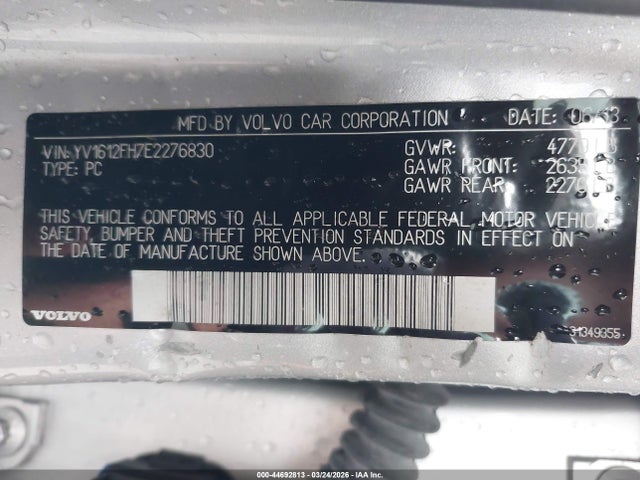 MFD BY VOLVO CAR CORPORATION DATE:
VIN: YV1612FH7E2276830 GVWR:
TYPE: PC GAWR FRONT:
GAWR REAR:
THIS VEHICLE CONFORMS TO ALL APPLICABLE FEDERAL MOTOR VEHICLE
SAFETY, BUMPER AND THEFT PREVENTION STANDARDS IN EFFECT ON
THE DATE OF MANUFACTURE SHOWN ABOVE.
VOLVO 31349355
000-44692813 - 03/24/2026 - IAA Inc.